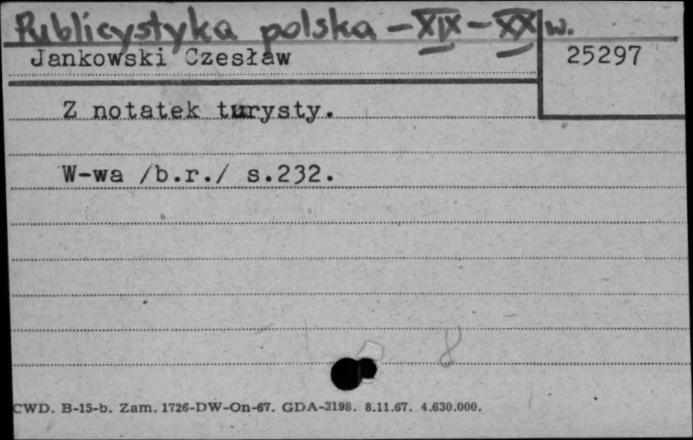 Publicystyka polska - XIX - XX w.
Jankowski Czesław 25297
Z notatek turysty.
W-wa /b.r./ s.232.
8
CWD. B-15-b. Zam. 1726-DW-On-67. GDA-3198. 8.11.67. 4.630.000.